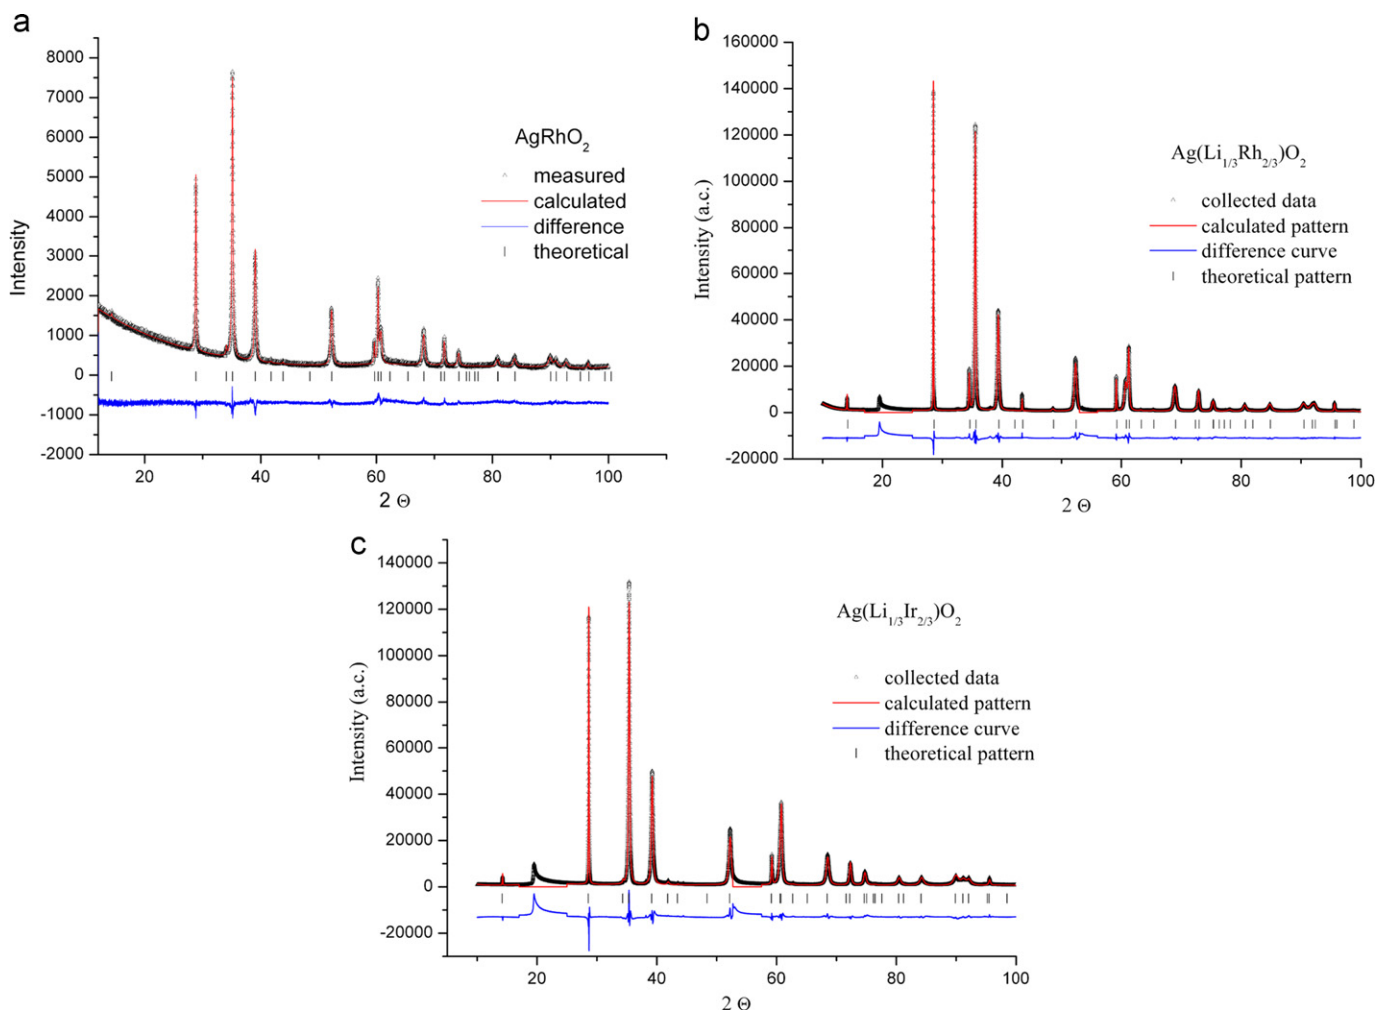 a
8000
7000
6000
5000
4000
3000
2000
1000
0
-1000
-2000
Intensity
20
40
60
80
100
2 Θ
AgRhO2
measured
calculated
difference
theoretical
b
160000
140000
120000
100000
80000
60000
40000
20000
0
-20000
Intensity (a.c.)
20
40
60
80
100
2 Θ
Ag(Li1/3Rh2/3)O2
collected data
calculated pattern
difference curve
theoretical pattern
c
140000
120000
100000
80000
60000
40000
20000
0
-20000
Intensity (a.c.)
20
40
60
80
100
2 Θ
Ag(Li1/3Ir2/3)O2
collected data
calculated pattern
difference curve
theoretical pattern